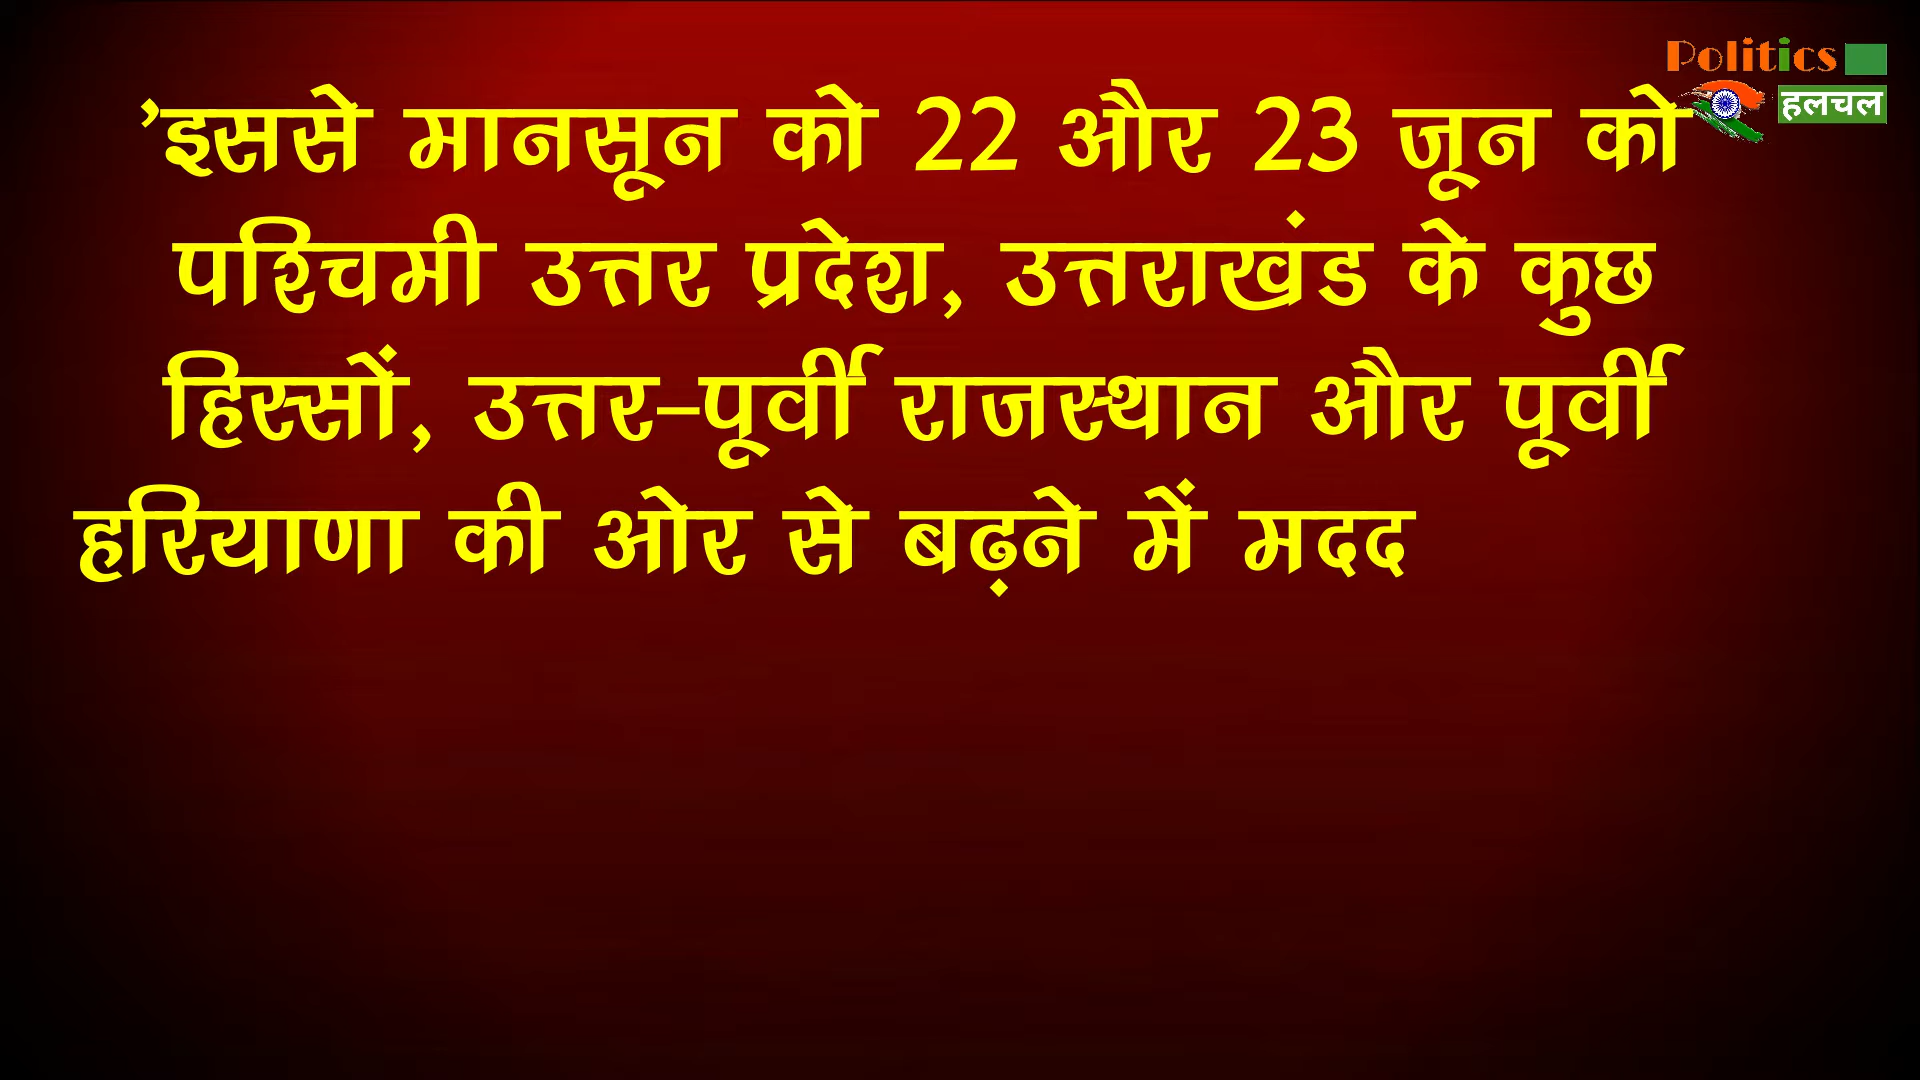 Politics
हलचल
’इससे मानसून को 22 और 23 जून को
पश्चिमी उत्तर प्रदेश, उत्तराखंड के कुछ
हिस्सों, उत्तर–पूर्वी राजस्थान और पूर्वी
हरियाणा की ओर से बढ़ने में मदद